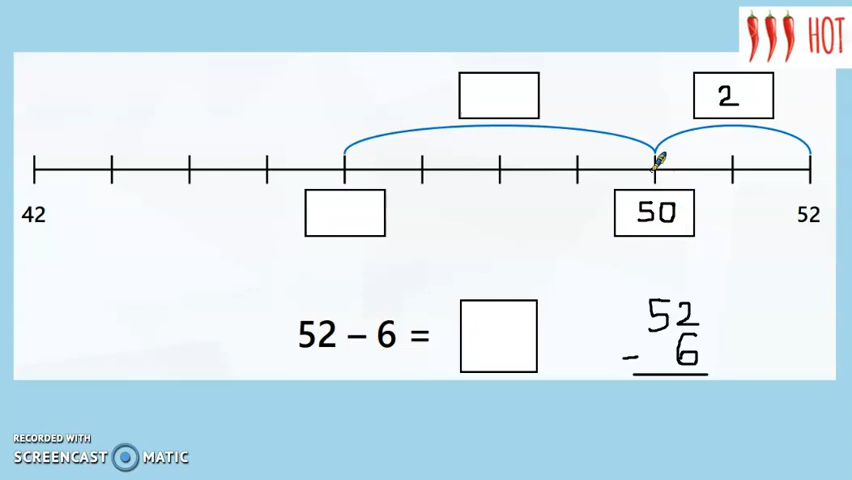 HOT
2
42
50
52
52 – 6 =
52
- 6
RECORDED WITH
SCREENCAST MATIC